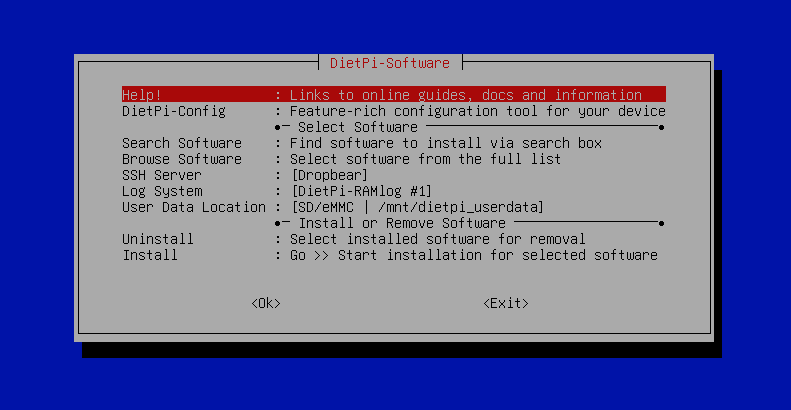 DietPi-Software
Help! : Links to online guides, docs and information
DietPi-Config : Feature-rich configuration tool for your device
●─ Select Software ─●
Search Software : Find software to install via search box
Browse Software : Select software from the full list
SSH Server : [Dropbear]
Log System : [DietPi-RAMlog #1]
User Data Location : [SD/eMMC | /mnt/dietpi_userdata]
●─ Install or Remove Software ─●
Uninstall : Select installed software for removal
Install : Go >> Start installation for selected software
<Ok> <Exit>